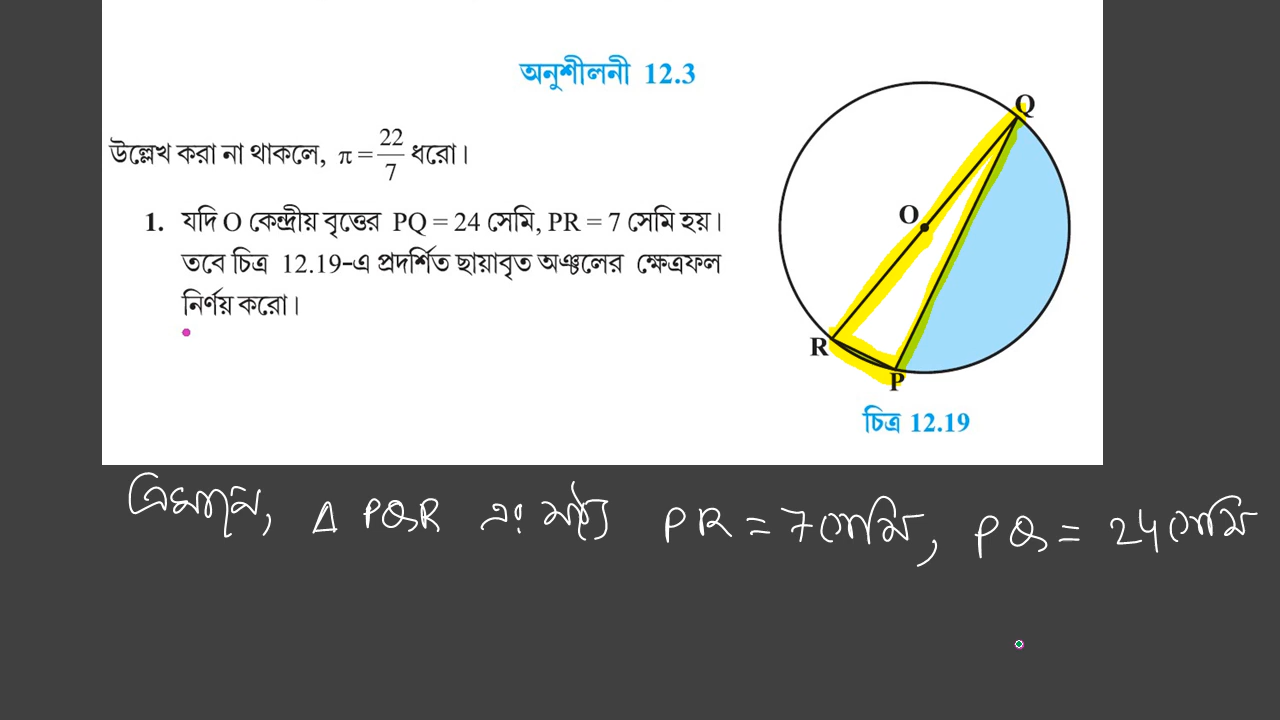 অনুশীলনী 12.3
উল্লেখ করা না থাকলে, π = 22/7 ধরো।
1. যদি O কেন্দ্রীয় বৃত্তের PQ = 24 সেমি, PR = 7 সেমি হয়।
তবে চিত্র 12.19-এ প্রদর্শিত ছায়াবৃত অঞ্চলের ক্ষেত্রফল
নির্ণয় করো।
Q
O
R
P
চিত্র 12.19
Δ PQR এর মধ্যে PR = 7 সেমি, PQ = 24 সেমি